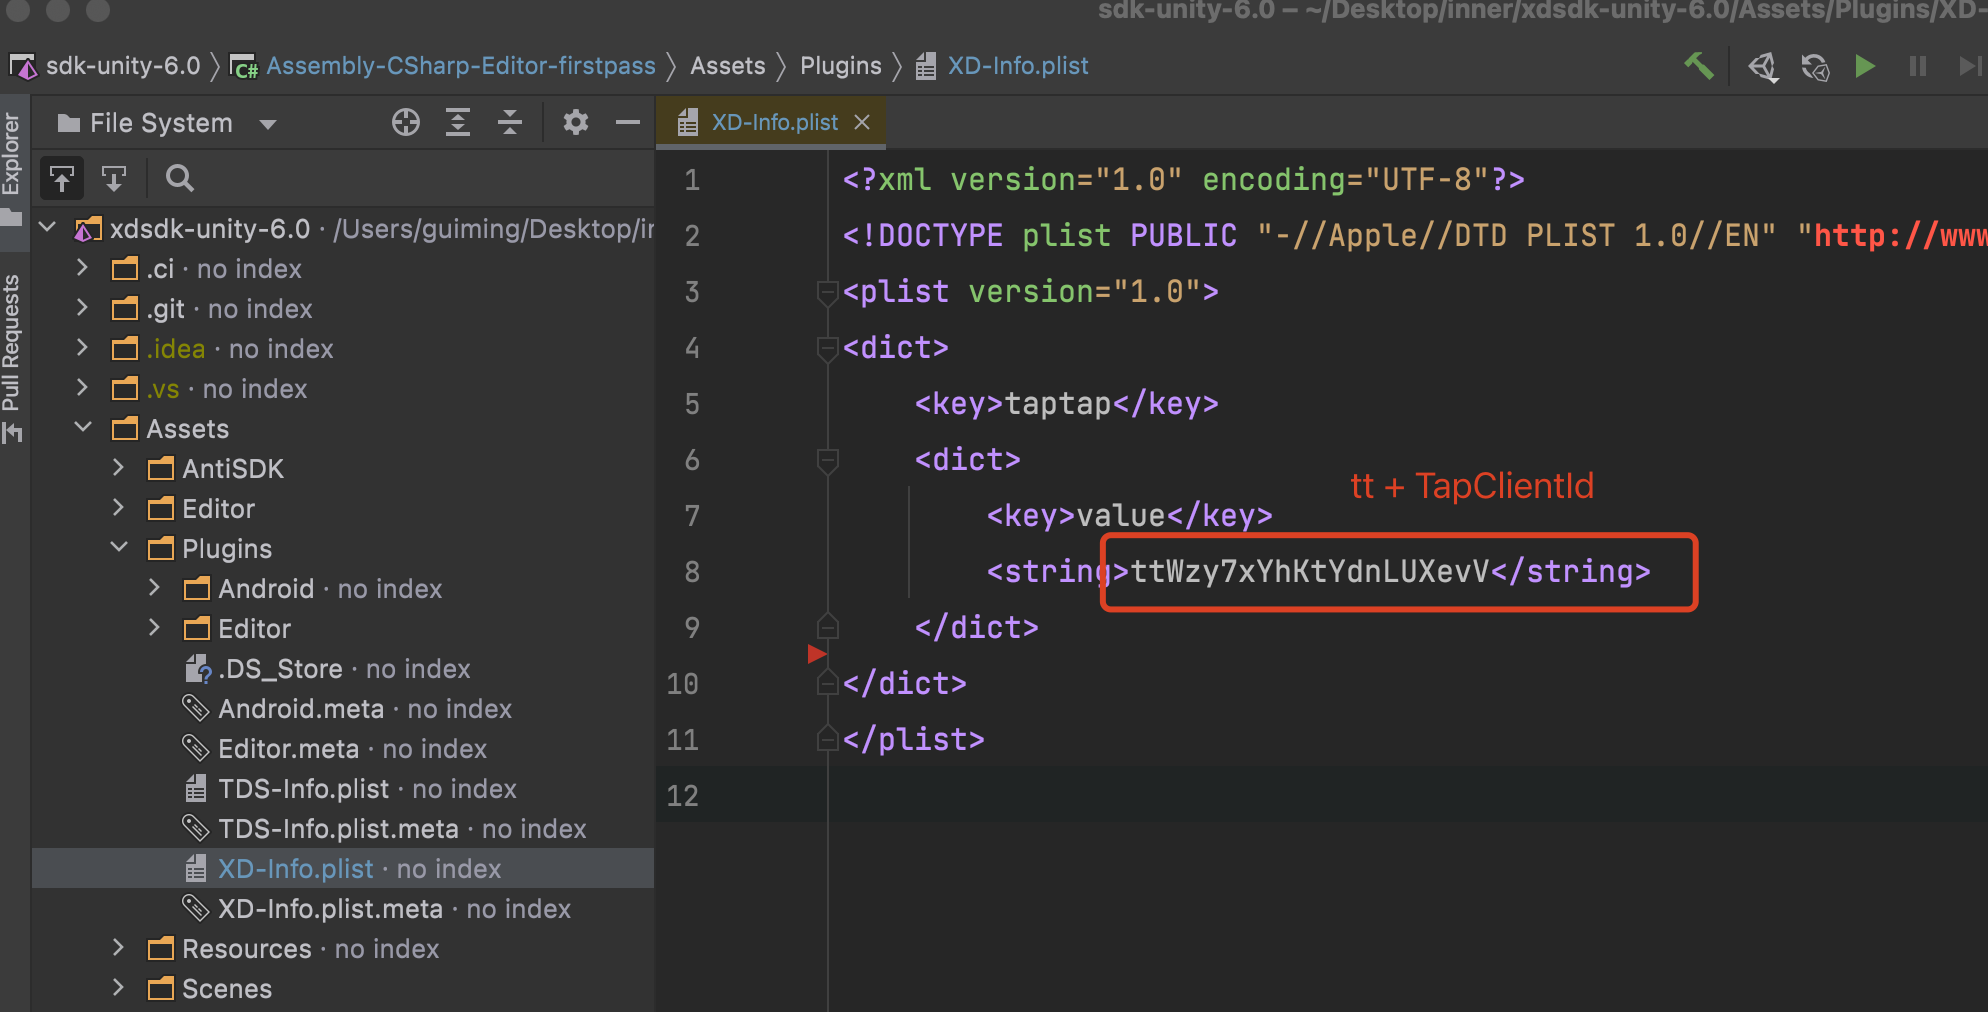 sdk-unity-6.0 – ~/Desktop/inner/xdsdk-unity-6.0/Assets/Plugins/XD-
sdk-unity-6.0 Assembly-CSharp-Editor-firstpass Assets Plugins XD-Info.plist
File System
XD-Info.plist
Explorer
Pull Requests
xdsdk-unity-6.0 · /Users/guiming/Desktop/ir
.ci · no index
.git · no index
.idea · no index
.vs · no index
Assets
AntiSDK
Editor
Plugins
Android · no index
Editor
.DS_Store · no index
Android.meta · no index
Editor.meta · no index
TDS-Info.plist · no index
TDS-Info.plist.meta · no index
XD-Info.plist · no index
XD-Info.plist.meta · no index
Resources · no index
Scenes
1 <?xml version="1.0" encoding="UTF-8"?>
2 <!DOCTYPE plist PUBLIC "-//Apple//DTD PLIST 1.0//EN" "http://www
3 <plist version="1.0">
4 <dict>
5 <key>taptap</key>
6 <dict>
tt + TapClientId
7 <key>value</key>
8 <string>ttWzy7xYhKtYdnLUXevV</string>
9 </dict>
10 </dict>
11 </plist>
12